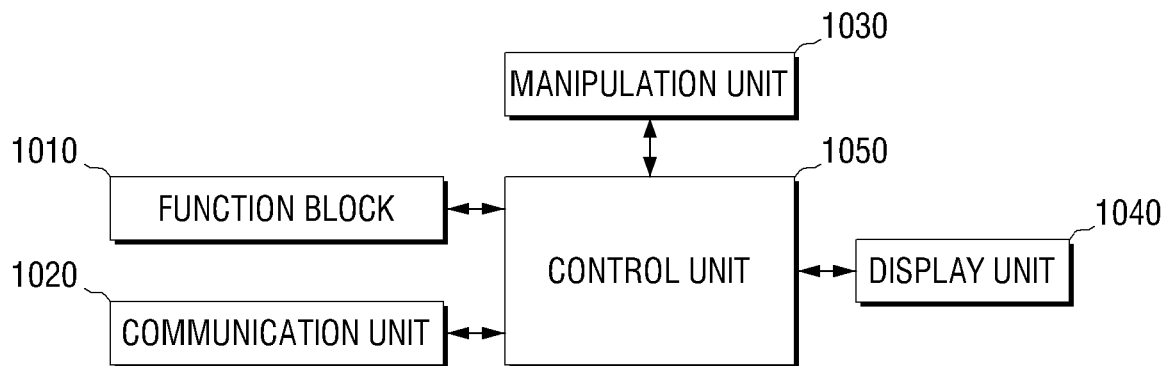 1030
MANIPULATION UNIT
1010
1050
FUNCTION BLOCK
1040
CONTROL UNIT
DISPLAY UNIT
1020
COMMUNICATION UNIT